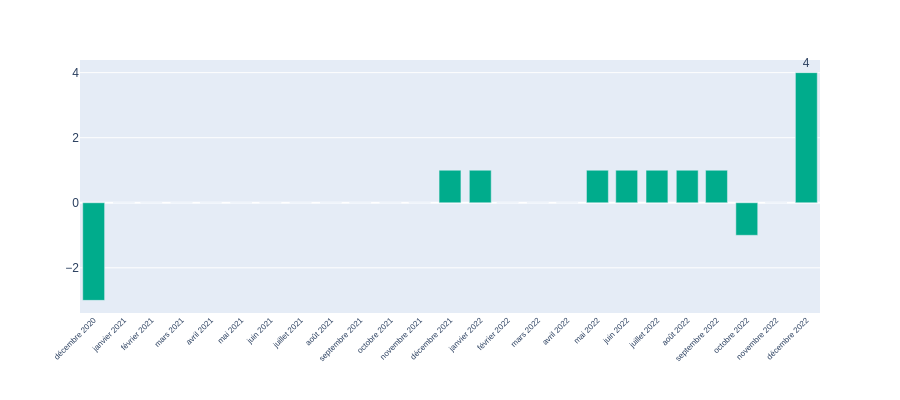 4
4
2
0
−2
décembre 2020
janvier 2021
février 2021
mars 2021
avril 2021
mai 2021
juin 2021
juillet 2021
août 2021
septembre 2021
octobre 2021
novembre 2021
décembre 2021
janvier 2022
février 2022
mars 2022
avril 2022
mai 2022
juin 2022
juillet 2022
août 2022
septembre 2022
octobre 2022
novembre 2022
décembre 2022